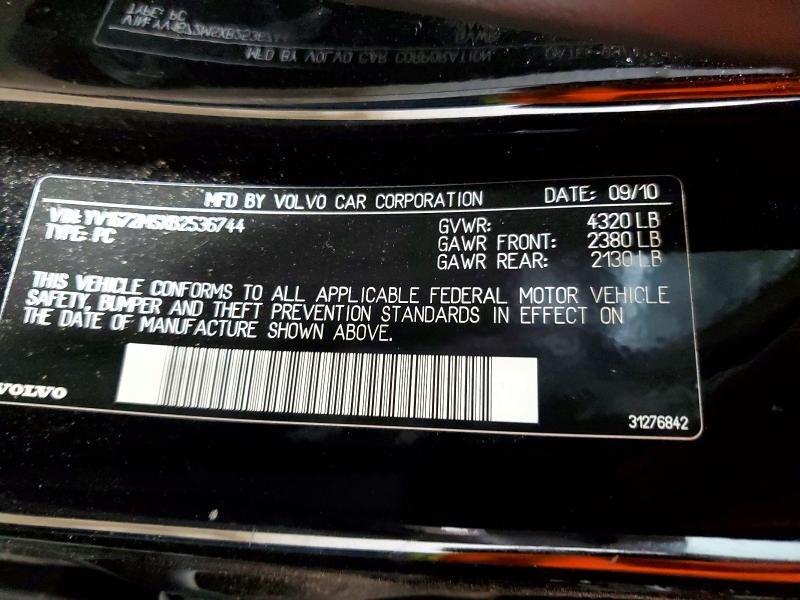 MFD BY VOLVO CAR CORPORATION DATE: 09/10
VIN: YV1672MSXB2536744 GVWR: 4320 LB
TYPE: PC GAWR FRONT: 2380 LB
GAWR REAR: 2130 LB
THIS VEHICLE CONFORMS TO ALL APPLICABLE FEDERAL MOTOR VEHICLE
SAFETY, BUMPER AND THEFT PREVENTION STANDARDS IN EFFECT ON
THE DATE OF MANUFACTURE SHOWN ABOVE.
VOLVO
31276842